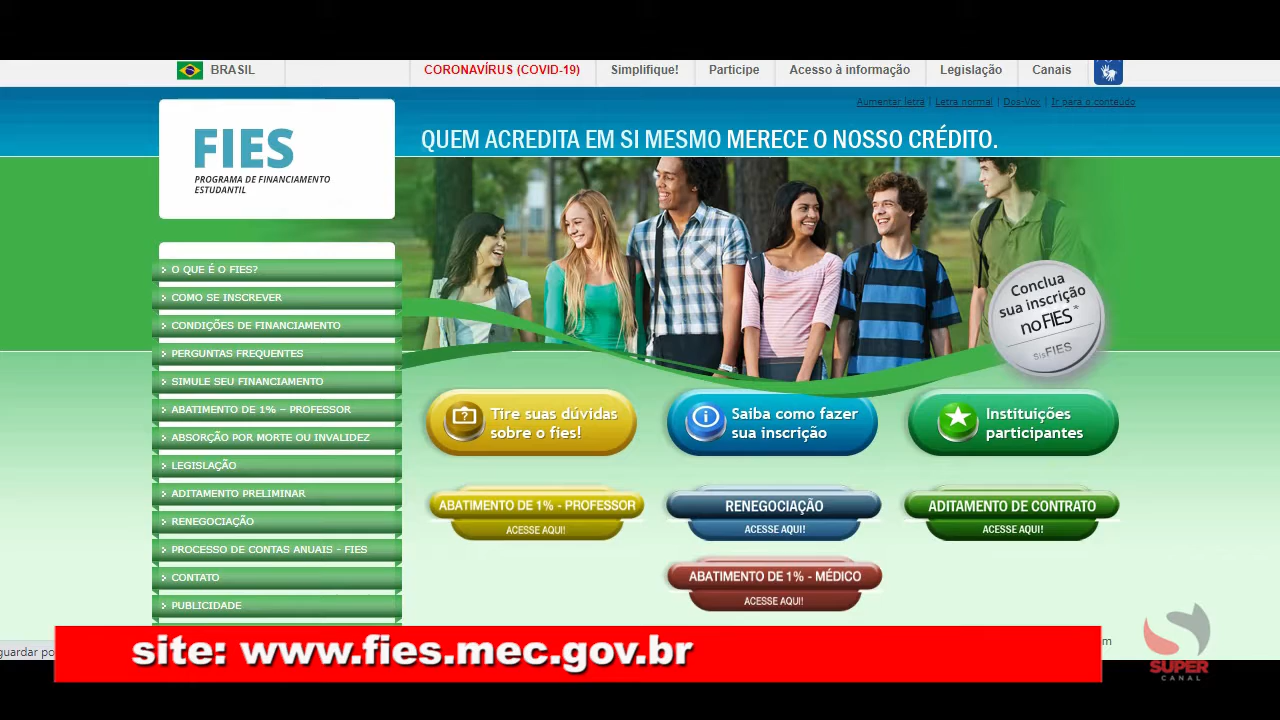 BRASIL
CORONAVÍRUS (COVID-19)
Simplifique!
Participe
Acesso à informação
Legislação
Canais
Aumentar letra | Letra normal | Dos-Vox | Ir para o conteúdo
FIES
PROGRAMA DE FINANCIAMENTO
ESTUDANTIL
QUEM ACREDITA EM SI MESMO MERECE O NOSSO CRÉDITO.
O QUE É O FIES?
COMO SE INSCREVER
CONDIÇÕES DE FINANCIAMENTO
PERGUNTAS FREQUENTES
SIMULE SEU FINANCIAMENTO
ABATIMENTO DE 1% – PROFESSOR
ABSORÇÃO POR MORTE OU INVALIDEZ
LEGISLAÇÃO
ADITAMENTO PRELIMINAR
RENEGOCIAÇÃO
PROCESSO DE CONTAS ANUAIS - FIES
CONTATO
PUBLICIDADE
Conclua
sua inscrição
no FIES *
SisFIES
Tire suas dúvidas
sobre o fies!
Saiba como fazer
sua inscrição
Instituições
participantes
ABATIMENTO DE 1% - PROFESSOR
ACESSE AQUI!
RENEGOCIAÇÃO
ACESSE AQUI!
ADITAMENTO DE CONTRATO
ACESSE AQUI!
ABATIMENTO DE 1% - MÉDICO
ACESSE AQUI!
site: www.fies.mec.gov.br
SUPER
CANAL